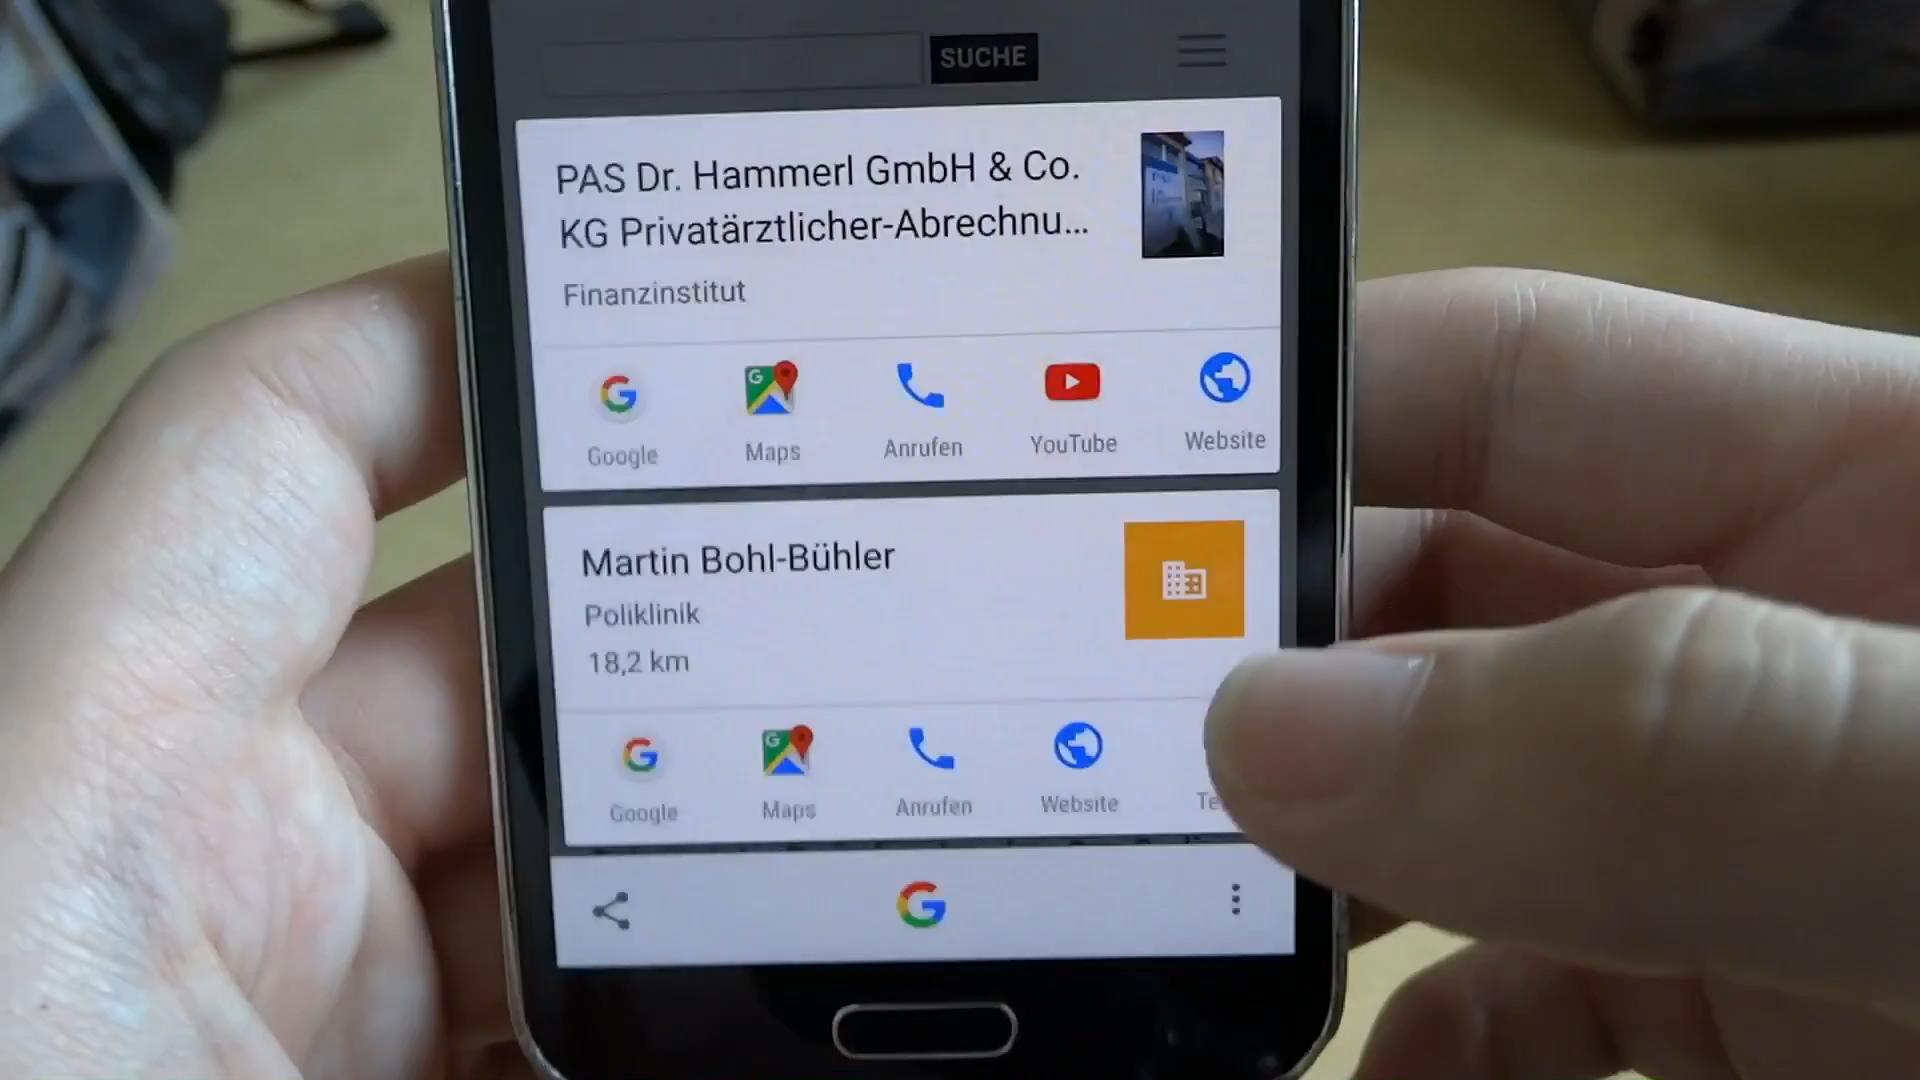 SUCHE
PAS Dr. Hammerl GmbH & Co.
KG Privatärztlicher-Abrechnu...
Finanzinstitut
Google Maps Anrufen YouTube Website
Martin Bohl-Bühler
Poliklinik
18,2 km
Google Maps Anrufen Website